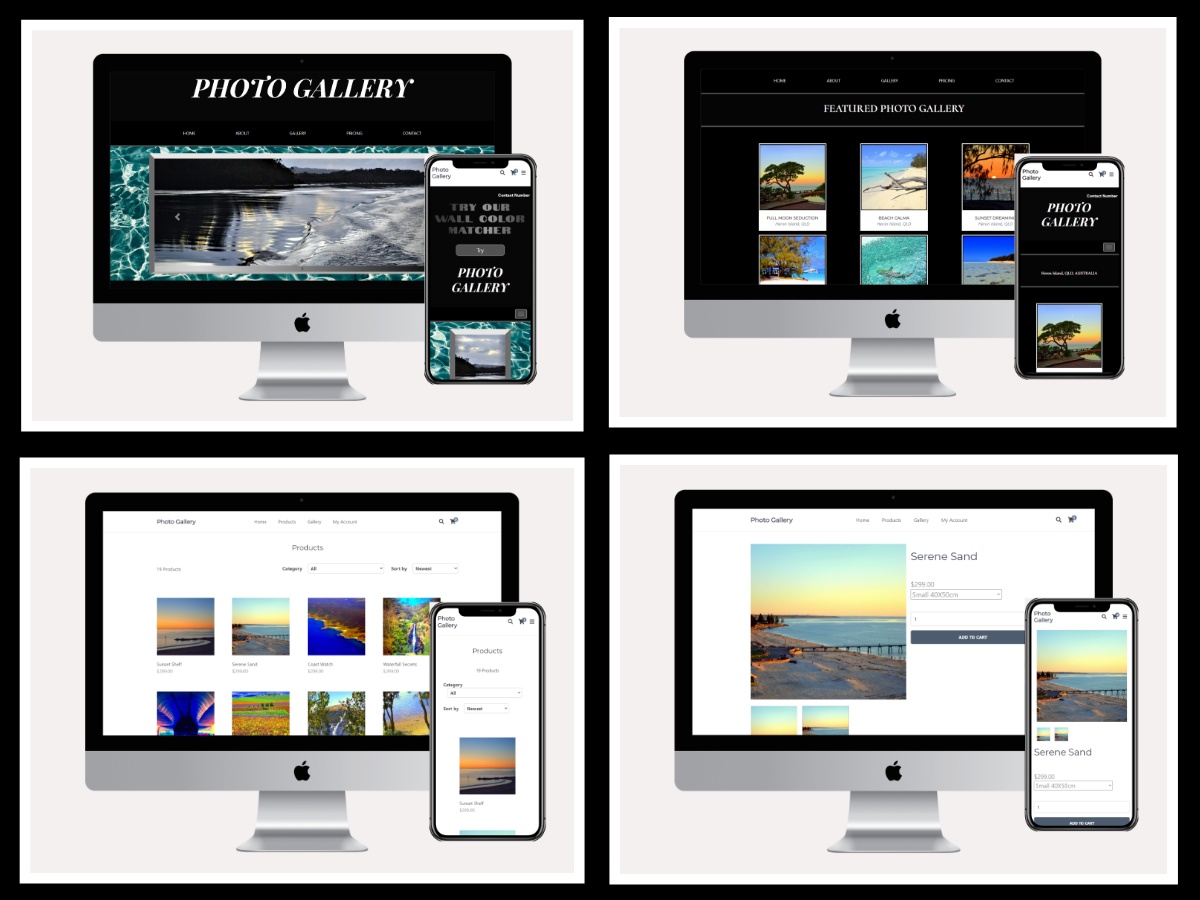 PHOTO GALLERY
HOME ABOUT GALLERY PRICING CONTACT
Photo
Gallery
Contact Number
TRY OUR
WALL COLOR
MATCHER
Try
PHOTO
GALLERY
HOME ABOUT GALLERY PRICING CONTACT
FEATURED PHOTO GALLERY
FULL MOON SEDUCTION
Heron Island, QLD
BEACH CALMA
Heron Island, QLD
SUNSET DREAMIN
Heron Island, QLD
Photo
Gallery
Contact Number
PHOTO
GALLERY
Heron Island, QLD, AUSTRALIA
Photo Gallery
Home Products Gallery My Account
Products
19 Products
Category All Sort by Newest
Sunset Shelf
$299.00
Serene Sand
$299.00
Coast Watch
$299.00
Waterfall Secrets
$299.00
Photo
Gallery
Products
19 Products
Category
All
Sort by Newest
Sunset Shelf
$299.00
Photo Gallery
Home Products Gallery My Account
Serene Sand
$299.00
Small 40X50cm
1
ADD TO CART
Photo
Gallery
Serene Sand
$299.00
Small 40X50cm
1
ADD TO CART